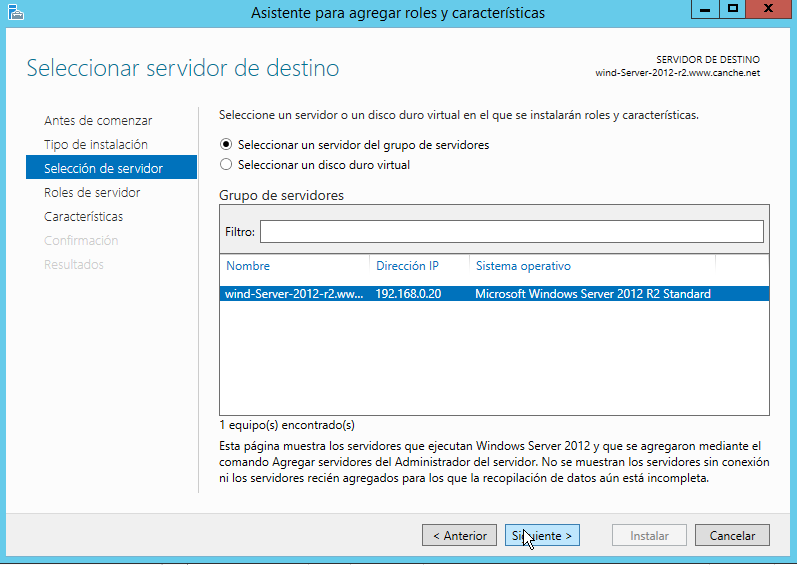 Asistente para agregar roles y características
Seleccionar servidor de destino
SERVIDOR DE DESTINO
wind-Server-2012-r2.www.canche.net
Antes de comenzar
Tipo de instalación
Selección de servidor
Roles de servidor
Características
Confirmación
Resultados
Seleccione un servidor o un disco duro virtual en el que se instalarán roles y características.
Seleccionar un servidor del grupo de servidores
Seleccionar un disco duro virtual
Grupo de servidores
Filtro:
Nombre Dirección IP Sistema operativo
wind-Server-2012-r2.ww... 192.168.0.20 Microsoft Windows Server 2012 R2 Standard
1 equipo(s) encontrado(s)
Esta página muestra los servidores que ejecutan Windows Server 2012 y que se agregaron mediante el
comando Agregar servidores del Administrador del servidor. No se muestran los servidores sin conexión
ni los servidores recién agregados para los que la recopilación de datos aún está incompleta.
< Anterior Siguiente > Instalar Cancelar